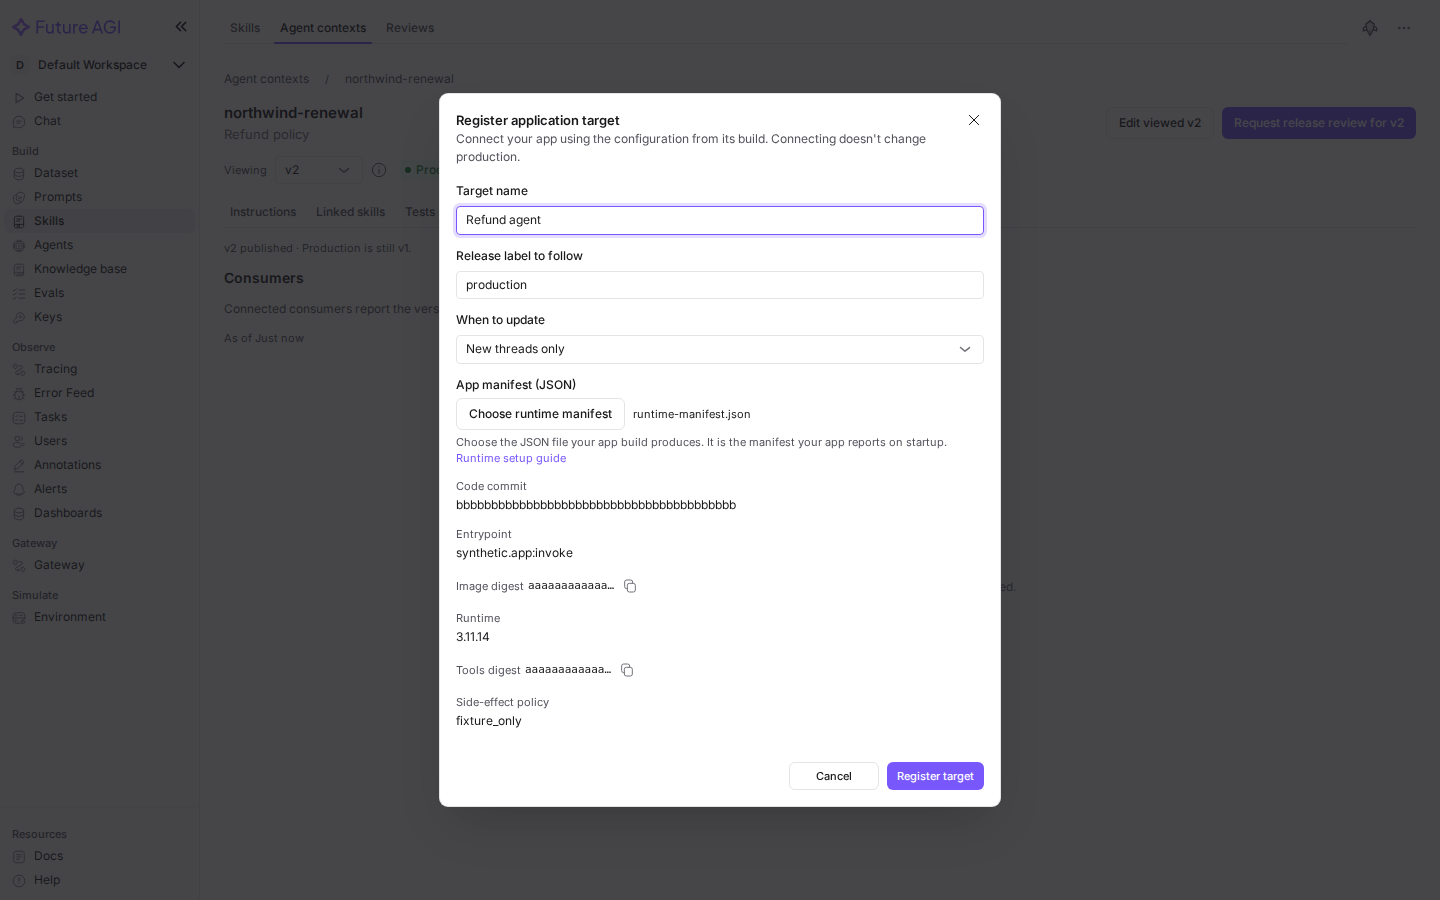 Future AGI
Skills
Agent contexts
Reviews
D
Default Workspace
Get started
Chat
Build
Dataset
Prompts
Skills
Agents
Knowledge base
Evals
Keys
Observe
Tracing
Error Feed
Tasks
Users
Annotations
Alerts
Dashboards
Gateway
Gateway
Simulate
Environment
Resources
Docs
Help
Agent contexts / northwind-renewal
northwind-renewal
Refund policy
Edit viewed v2
Request release review for v2
Viewing
v2
Instructions
Linked skills
Tests
v2 published · Production is still v1.
Consumers
Connected consumers report the
As of Just now
Register application target
Connect your app using the configuration from its build. Connecting doesn't change
production.
Target name
Refund agent
Release label to follow
production
When to update
New threads only
App manifest (JSON)
Choose runtime manifest
runtime-manifest.json
Choose the JSON file your app build produces. It is the manifest your app reports on startup.
Runtime setup guide
Code commit
bbbbbbbbbbbbbbbbbbbbbbbbbbbbbbbbbbbbbbbb
Entrypoint
synthetic.app:invoke
Image digest aaaaaaaaaaaa…
Runtime
3.11.14
Tools digest aaaaaaaaaaaa…
Side-effect policy
fixture_only
Cancel
Register target